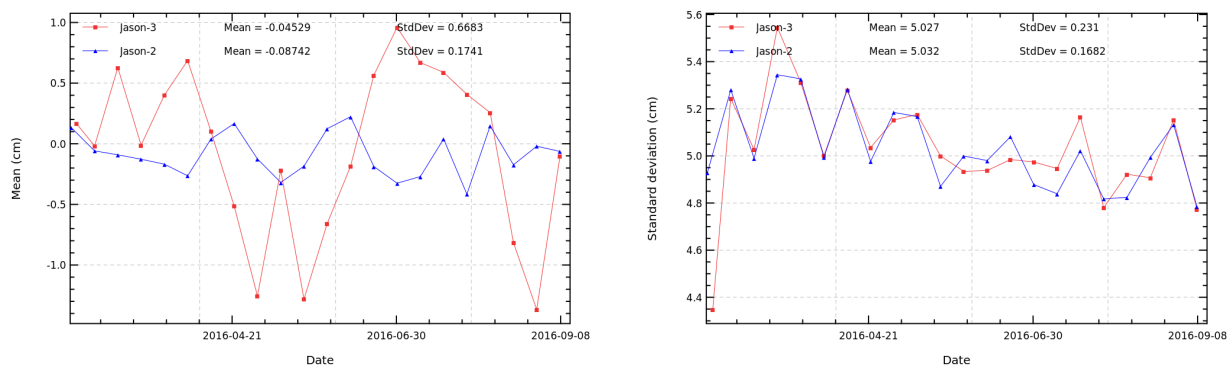 1.0
0.5
0.0
-0.5
-1.0
Mean (cm)
Jason-3 Mean = -0.04529 StdDev = 0.6683
Jason-2 Mean = -0.08742 StdDev = 0.1741
2016-04-21 2016-06-30 2016-09-08
Date
5.6
5.4
5.2
5.0
4.8
4.6
4.4
Standard deviation (cm)
Jason-3 Mean = 5.027 StdDev = 0.231
Jason-2 Mean = 5.032 StdDev = 0.1682
2016-04-21 2016-06-30 2016-09-08
Date